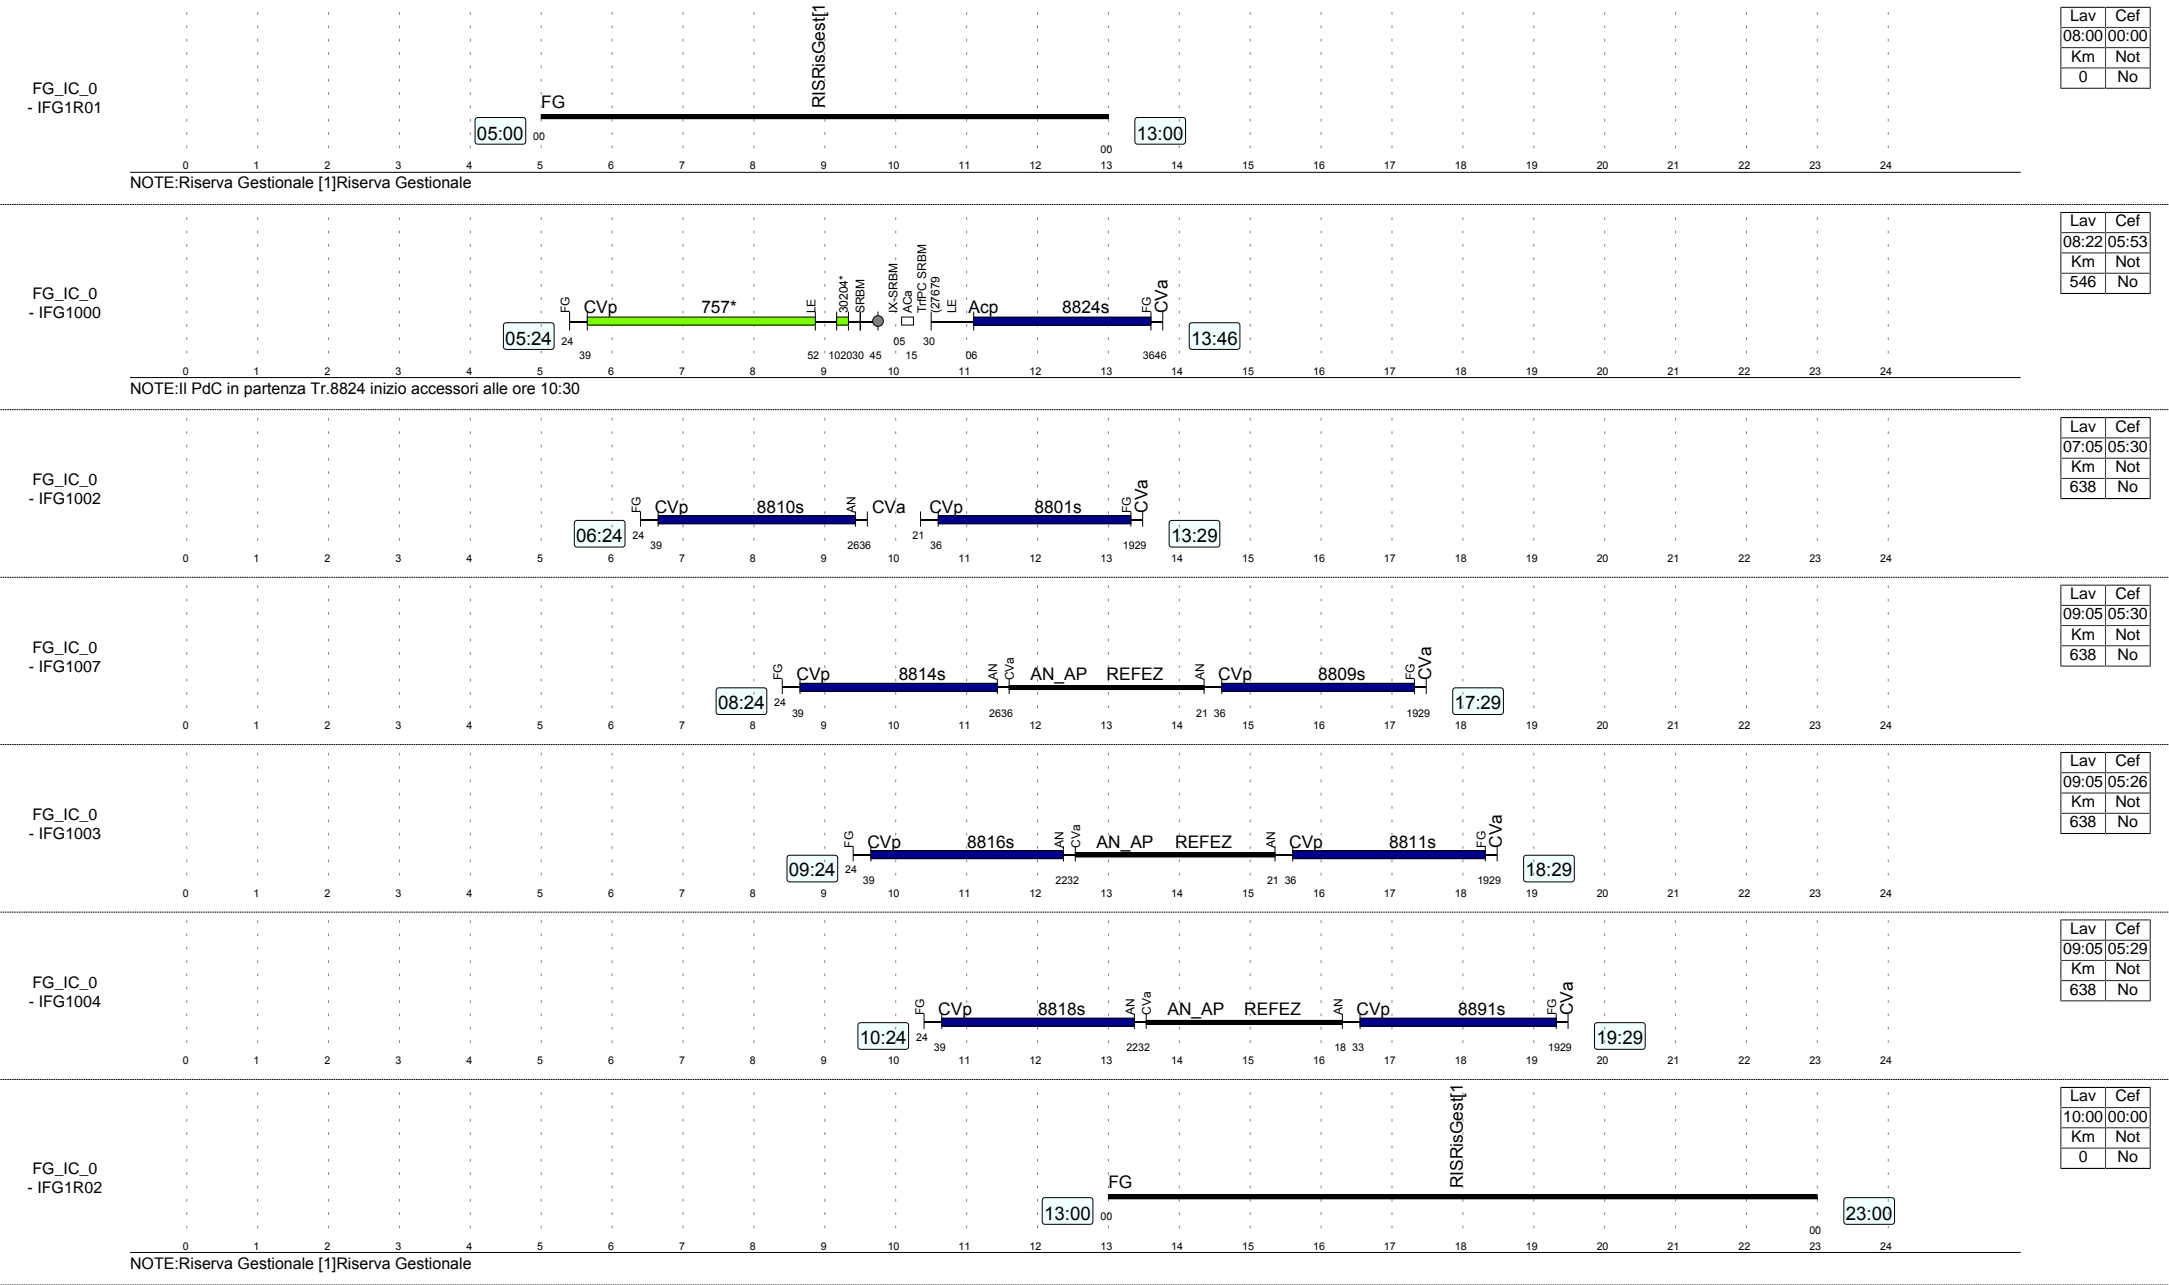 FG_IC_0
- IFG1R01
RISRisGest[1
FG
05:00 00
00 13:00
0 1 2 3 4 5 6 7 8 9 10 11 12 13 14 15 16 17 18 19 20 21 22 23 24
Lav Cef
08:00 00:00
Km Not
0 No
NOTE:Riserva Gestionale [1]Riserva Gestionale
FG_IC_0
- IFG1000
FG CVp 757* LE 30204* SRBM IX-SRBM ACa TrfPC SRBM (27679 LE Acp 8824s FG CVa
05:24 24 39 52 10 20 30 45 05 15 30 06 36 46 13:46
0 1 2 3 4 5 6 7 8 9 10 11 12 13 14 15 16 17 18 19 20 21 22 23 24
Lav Cef
08:22 05:53
Km Not
546 No
NOTE:Il PdC in partenza Tr.8824 inizio accessori alle ore 10:30
FG_IC_0
- IFG1002
FG CVp 8810s AN CVa CVp 8801s FG CVa
06:24 24 39 26 36 21 36 19 29 13:29
0 1 2 3 4 5 6 7 8 9 10 11 12 13 14 15 16 17 18 19 20 21 22 23 24
Lav Cef
07:05 05:30
Km Not
638 No
FG_IC_0
- IFG1007
FG CVp 8814s AN CVa AN_AP REFEZ AN CVp 8809s FG CVa
08:24 24 39 26 36 21 36 19 29 17:29
0 1 2 3 4 5 6 7 8 9 10 11 12 13 14 15 16 17 18 19 20 21 22 23 24
Lav Cef
09:05 05:30
Km Not
638 No
FG_IC_0
- IFG1003
FG CVp 8816s AN CVa AN_AP REFEZ AN CVp 8811s FG CVa
09:24 24 39 22 32 21 36 19 29 18:29
0 1 2 3 4 5 6 7 8 9 10 11 12 13 14 15 16 17 18 19 20 21 22 23 24
Lav Cef
09:05 05:26
Km Not
638 No
FG_IC_0
- IFG1004
FG CVp 8818s AN CVa AN_AP REFEZ AN CVp 8891s FG CVa
10:24 24 39 22 32 18 33 19 29 19:29
0 1 2 3 4 5 6 7 8 9 10 11 12 13 14 15 16 17 18 19 20 21 22 23 24
Lav Cef
09:05 05:29
Km Not
638 No
FG_IC_0
- IFG1R02
RISRisGest[1
FG
13:00 00
00 23:00
0 1 2 3 4 5 6 7 8 9 10 11 12 13 14 15 16 17 18 19 20 21 22 23 24
Lav Cef
10:00 00:00
Km Not
0 No
NOTE:Riserva Gestionale [1]Riserva Gestionale